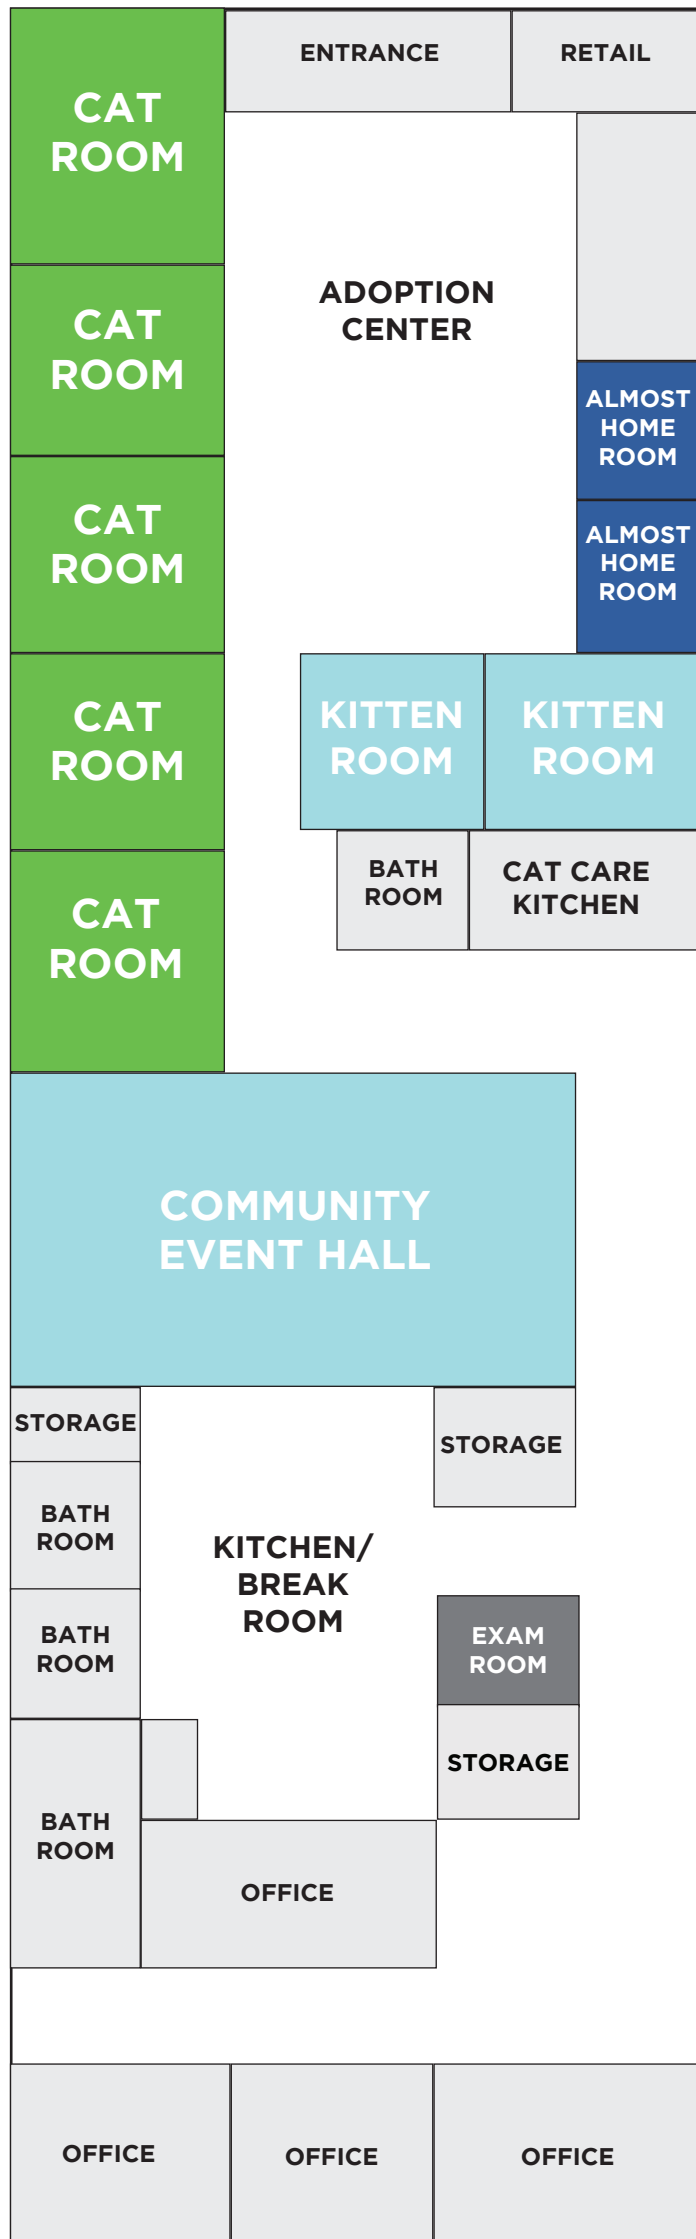 ENTRANCE
RETAIL
CAT
ROOM
ADOPTION
CENTER
CAT
ROOM
ALMOST
HOME
ROOM
CAT
ROOM
ALMOST
HOME
ROOM
CAT
ROOM
KITTEN
ROOM
KITTEN
ROOM
BATH
ROOM
CAT CARE
KITCHEN
CAT
ROOM
COMMUNITY
EVENT HALL
STORAGE
STORAGE
BATH
ROOM
KITCHEN/
BREAK
ROOM
BATH
ROOM
EXAM
ROOM
STORAGE
BATH
ROOM
OFFICE
OFFICE
OFFICE
OFFICE